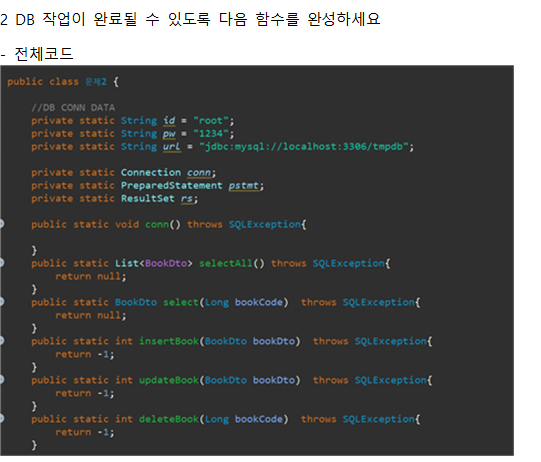 2 DB 작업이 완료될 수 있도록 다음 함수를 완성하세요
- 전체코드
public class 문제2 {
//DB CONN DATA
private static String id = "root";
private static String pw = "1234";
private static String url = "jdbc:mysql://localhost:3306/tmpdb";
private static Connection conn;
private static PreparedStatement pstmt;
private static ResultSet rs;
public static void conn() throws SQLException{
}
public static List<BookDto> selectAll() throws SQLException{
return null;
}
public static BookDto select(Long bookCode)  throws SQLException{
return null;
}
public static int insertBook(BookDto bookDto)  throws SQLException{
return -1;
}
public static int updateBook(BookDto bookDto)  throws SQLException{
return -1;
}
public static int deleteBook(Long bookCode)  throws SQLException{
return -1;
}